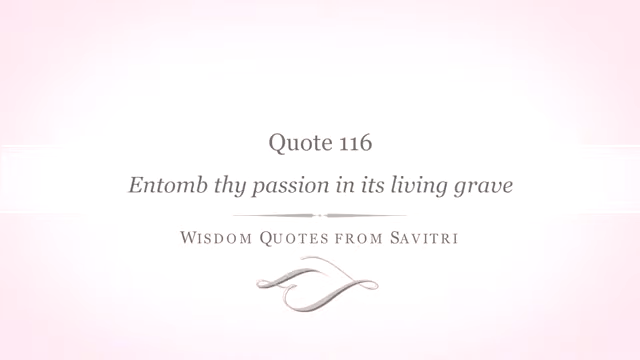 Quote 116
Entomb thy passion in its living grave
Wisdom Quotes from Savitri